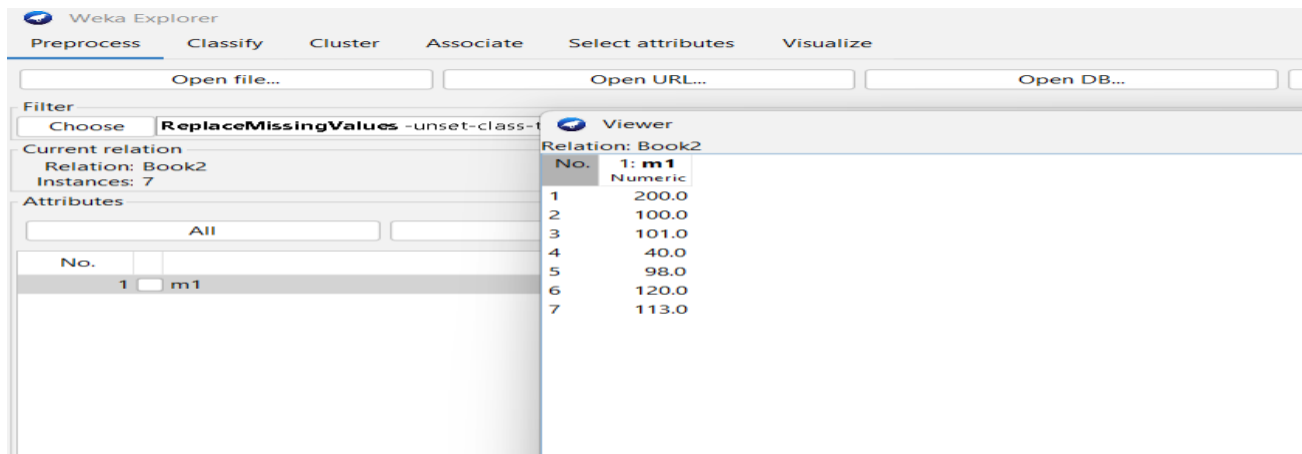 Weka Explorer
Preprocess Classify Cluster Associate Select attributes Visualize
Open file... Open URL... Open DB...
Filter
Choose ReplaceMissingValues -unset-class-t
Current relation
Relation: Book2
Instances: 7
Attributes
All
No.
1 m1
Viewer
Relation: Book2
No. 1: m1
Numeric
1 200.0
2 100.0
3 101.0
4 40.0
5 98.0
6 120.0
7 113.0